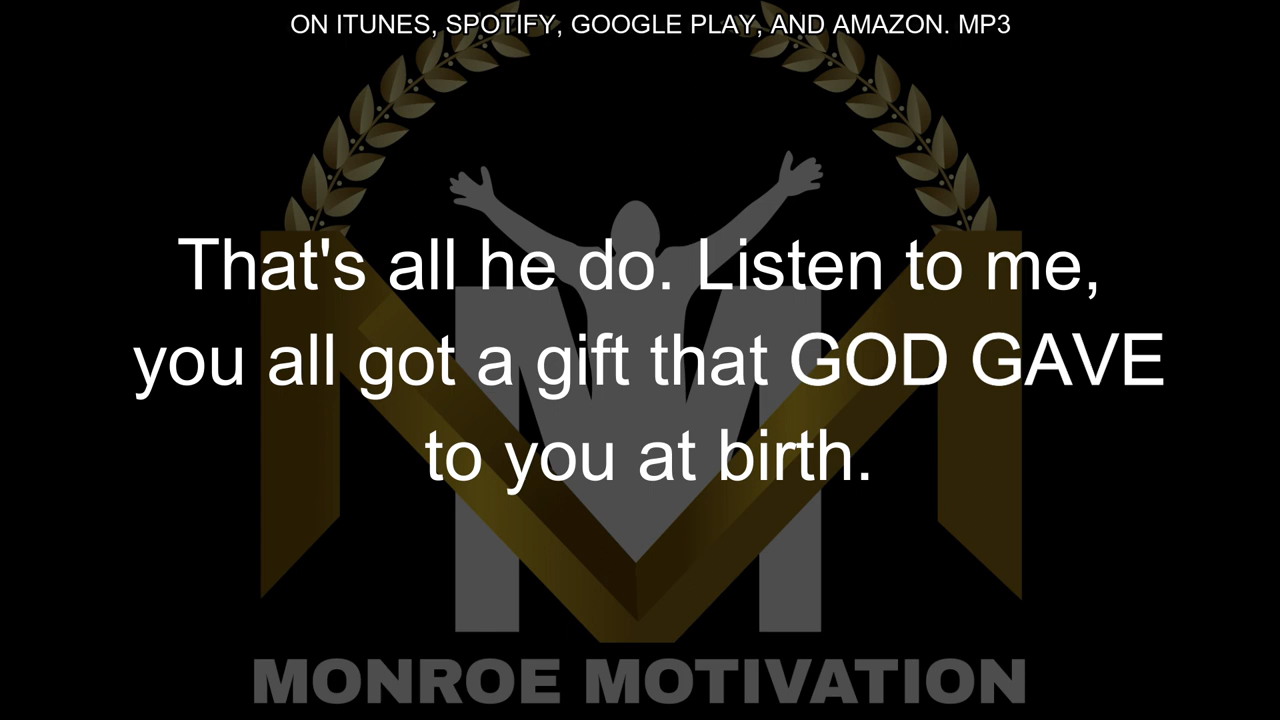 ON ITUNES, SPOTIFY, GOOGLE PLAY, AND AMAZON. MP3
That's all he do. Listen to me,
you all got a gift that GOD GAVE
to you at birth.
MONROE MOTIVATION